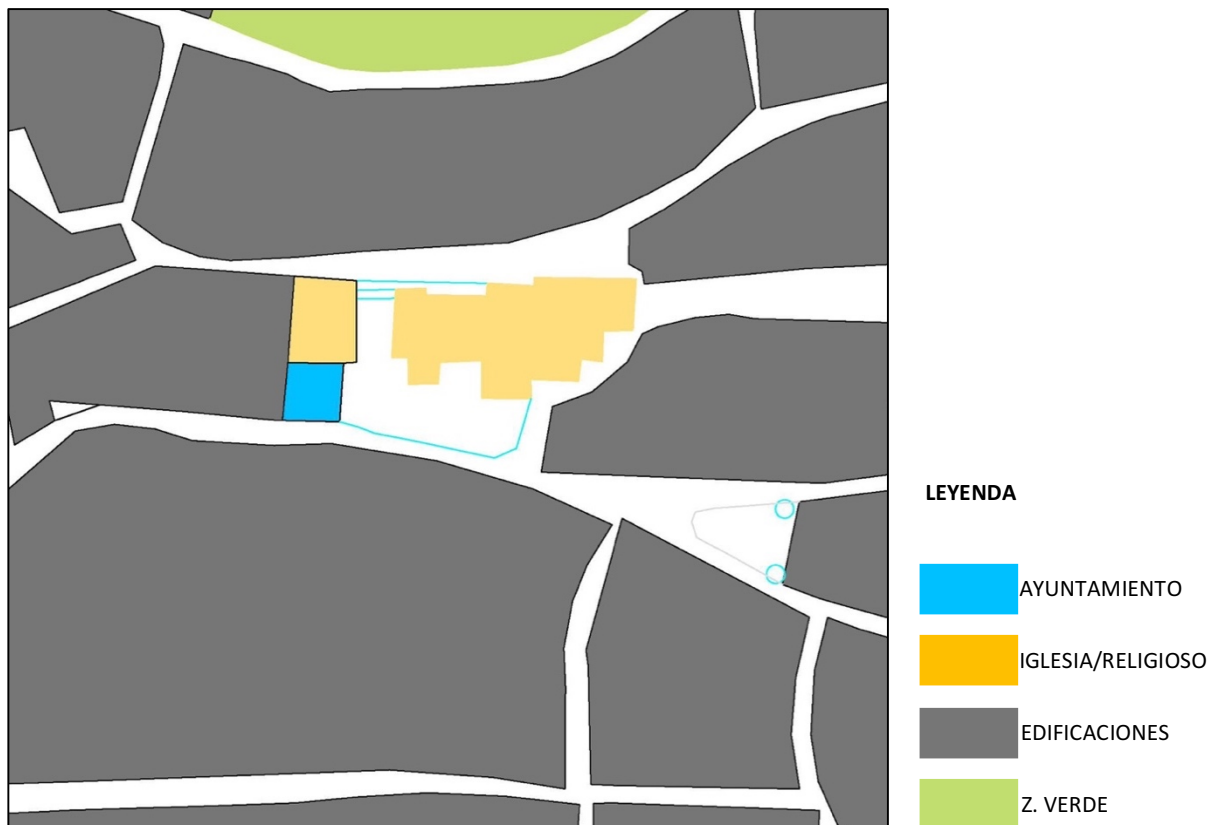 LEYENDA
AYUNTAMIENTO
IGLESIA/RELIGIOSO
EDIFICACIONES
Z. VERDE